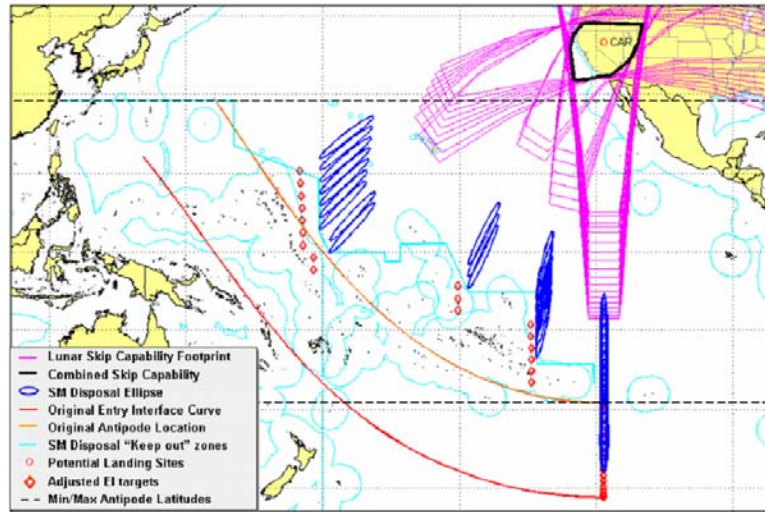 CAR
Lunar Skip Capability Footprint
Combined Skip Capability
SM Disposal Ellipse
Original Entry Interface Curve
Original Antipode Location
SM Disposal “Keep out” zones
Potential Landing Sites
Adjusted EI targets
Min/Max Antipode Latitudes